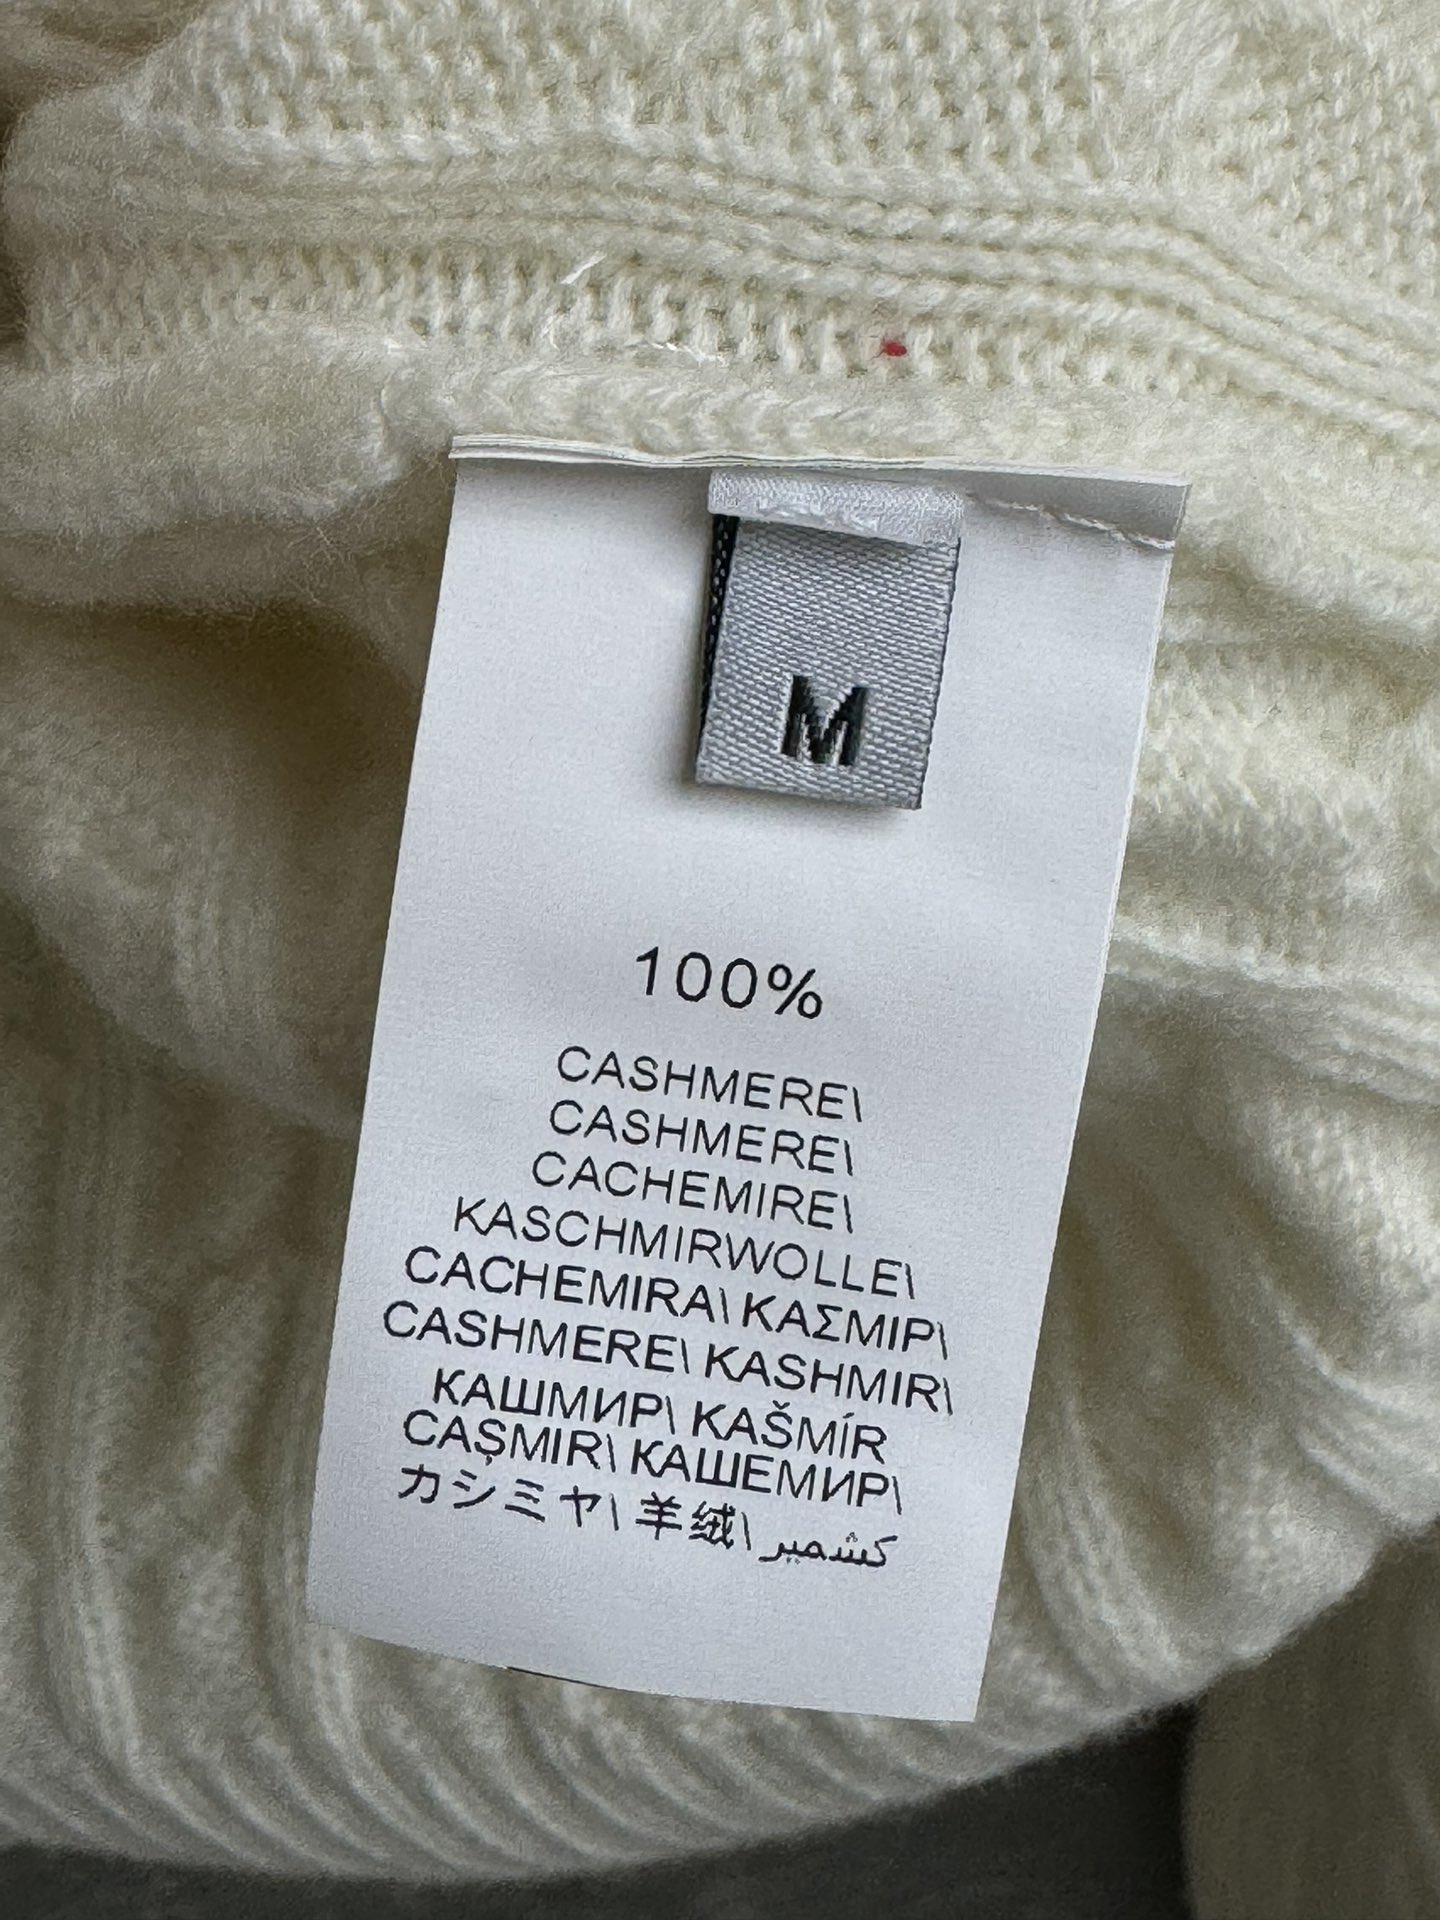 M
100%
CASHMERE\
CASHMERE\
CACHEMIRE\
KASCHMIRWOLLE\
CACHEMIRA\ ΚΑΣΜΙΡ\
CASHMERE\ KASHMIR\
КАШМИР\ KAŠMÍR
CAŞMIR\ КАШЕМИР\
カシミヤ\ 羊绒\ كشمير